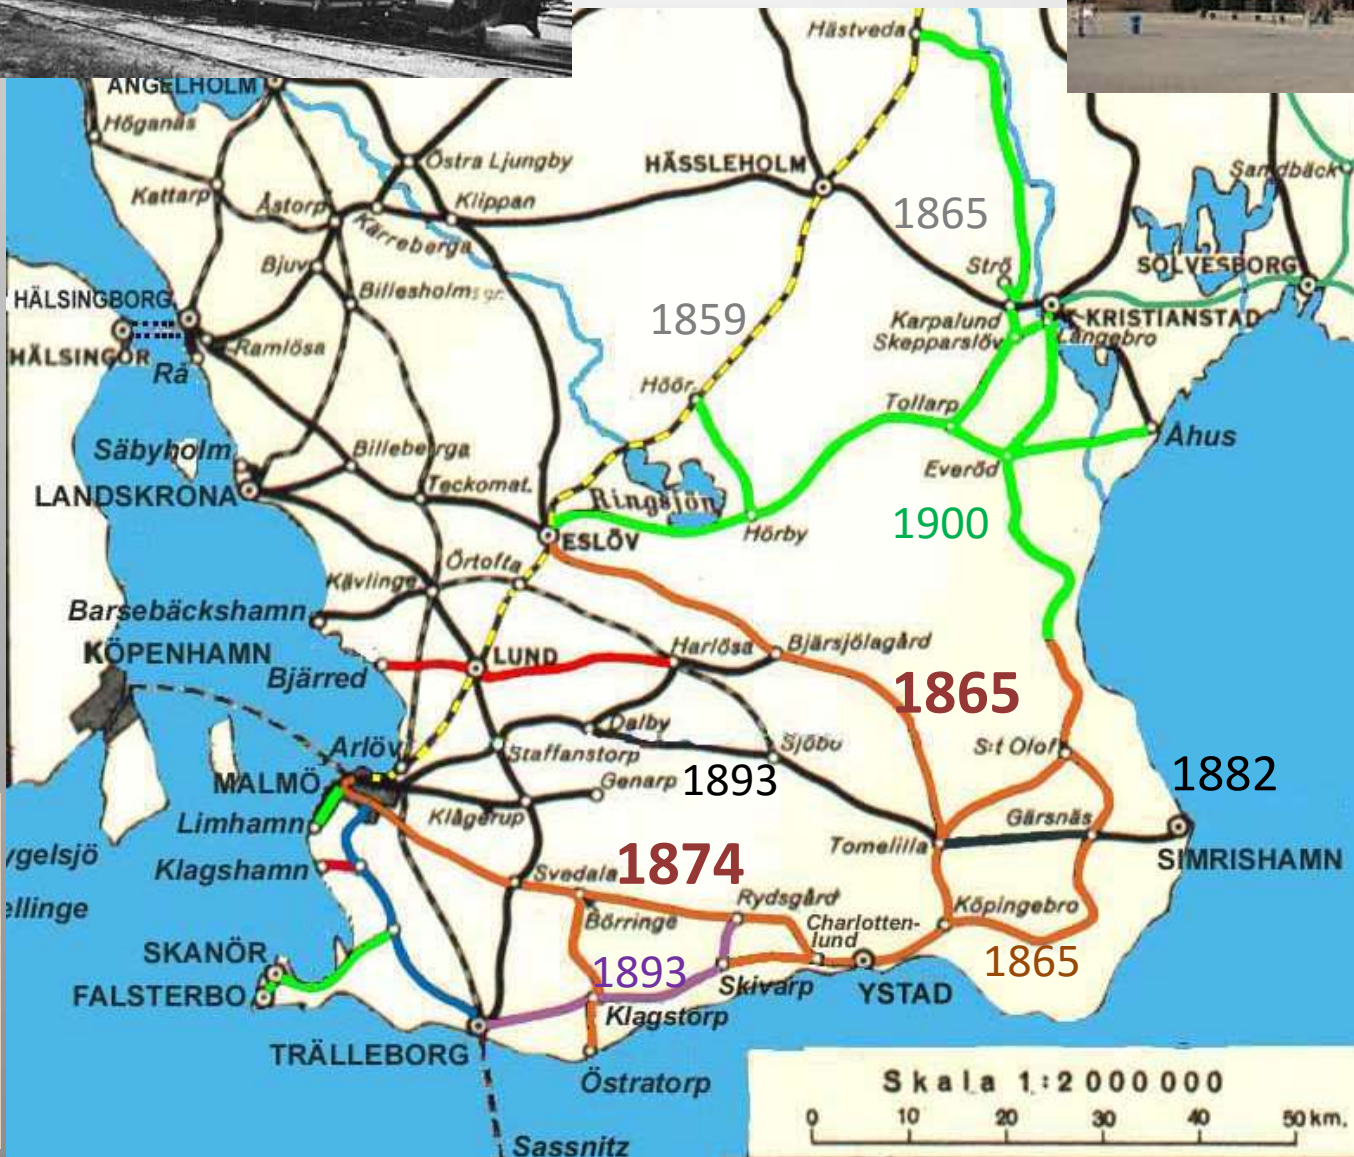 Hästveda
ÄNGELHOLM
Höganäs
Östra Ljungby
HÄSSLEHOLM
Sandbäck
Kattarp
Åstorp
Klippan
Kärreberga
1865
Bjuv
Strö
SÖLVESBORG
Billesholms gr.
HÄLSINGBORG
1859
Karpalund
KRISTIANSTAD
HÄLSINGÖR
Ramlösa
Skepparslöv
Långebro
Rå
Höör
Tollarp
Åhus
Säbyholm
Billeberga
Everöd
LANDSKRONA
Teckomat.
Ringsjön
1900
ESLÖV
Hörby
Örtofta
Kävlinge
Barsebäckshamn
KÖPENHAMN
LUND
Harlösa
Bjärsjölagård
Bjärred
1865
Arlöv
Dalby
Staffanstorp
Sjöbo
S:t Olof
MALMÖ
Genarp
1893
1882
Limhamn
Klågerup
Gärsnäs
Tomelilla
ygelsjö
Klagshamn
Svedala
1874
SIMRISHAMN
ellinge
Rydsgård
Börringe
Charlotten-
lund
Köpingebro
SKANÖR
1893
Skivarp
YSTAD
1865
FALSTERBO
Klagstorp
TRÄLLEBORG
Östratorp
Skala 1:2 000 000
0 10 20 30 40 50 km.
Sassnitz